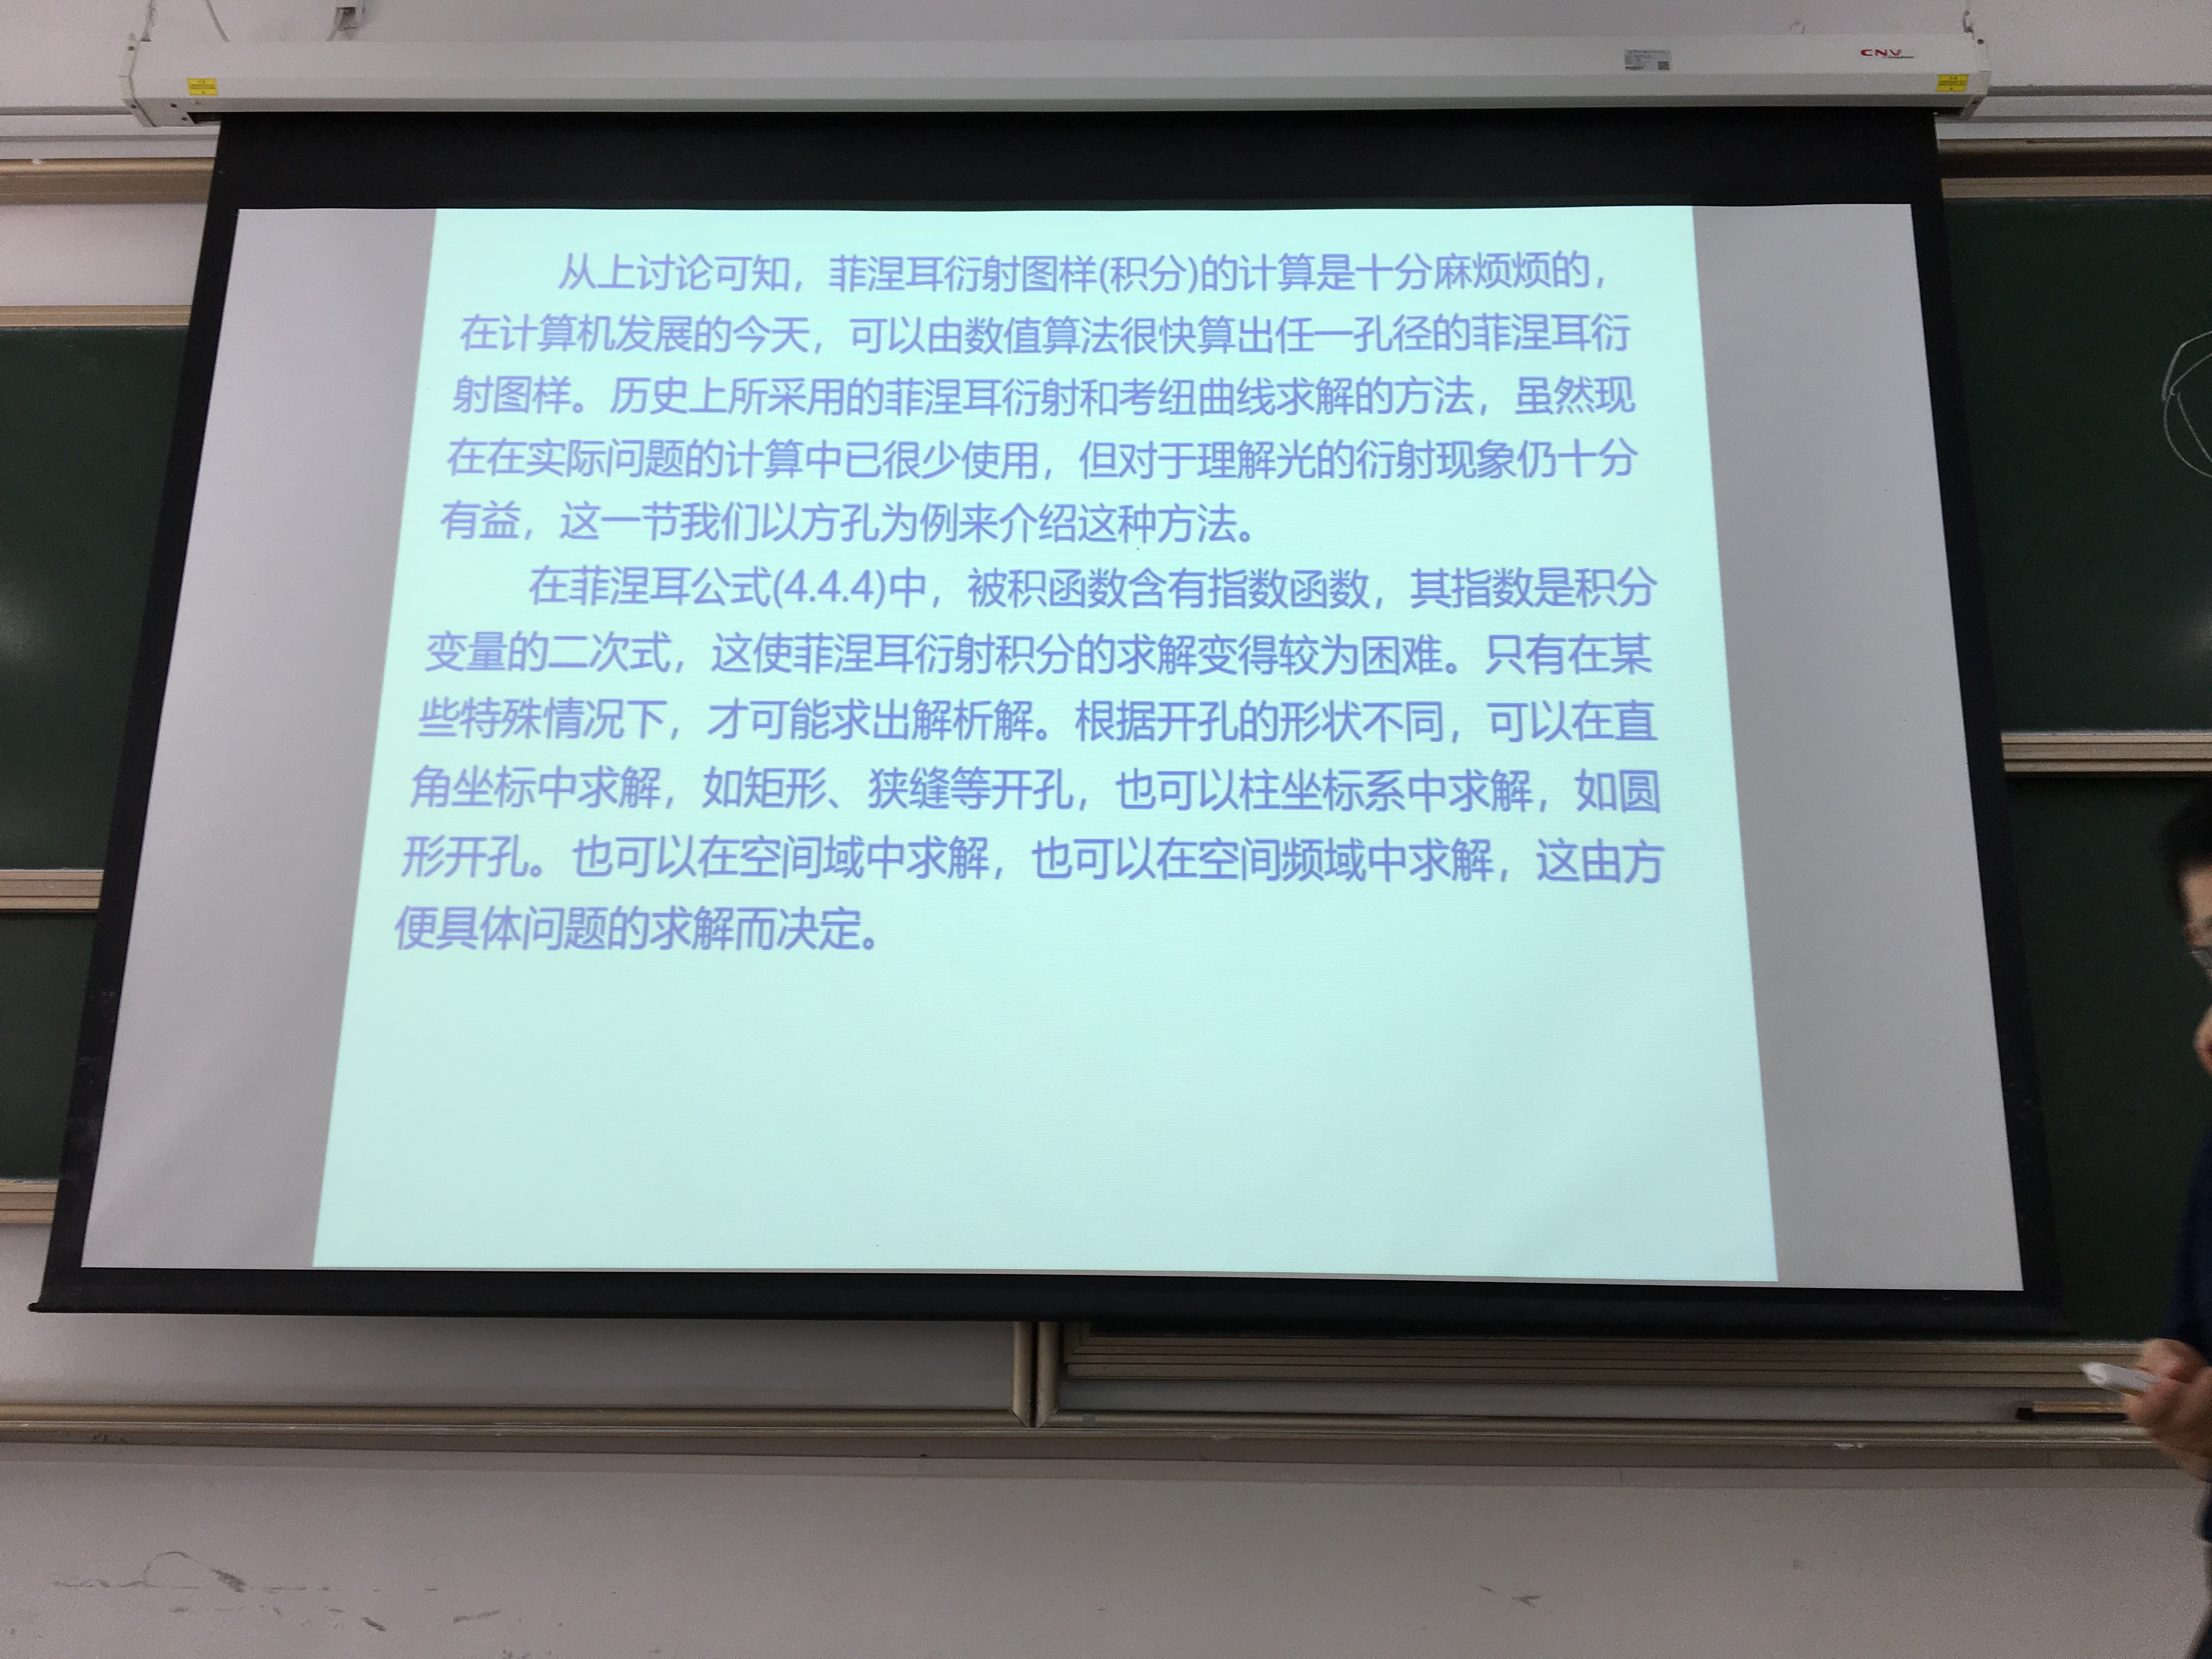 CNV
从上讨论可知，菲涅耳衍射图样(积分)的计算是十分麻烦烦的，
在计算机发展的今天，可以由数值算法很快算出任一孔径的菲涅耳衍
射图样。历史上所采用的菲涅耳衍射和考纽曲线求解的方法，虽然现
在在实际问题的计算中已很少使用，但对于理解光的衍射现象仍十分
有益，这一节我们以方孔为例来介绍这种方法。
在菲涅耳公式(4.4.4)中，被积函数含有指数函数，其指数是积分
变量的二次式，这使菲涅耳衍射积分的求解变得较为困难。只有在某
些特殊情况下，才可能求出解析解。根据开孔的形状不同，可以在直
角坐标中求解，如矩形、狭缝等开孔，也可以柱坐标系中求解，如圆
形开孔。也可以在空间域中求解，也可以在空间频域中求解，这由方
便具体问题的求解而决定。